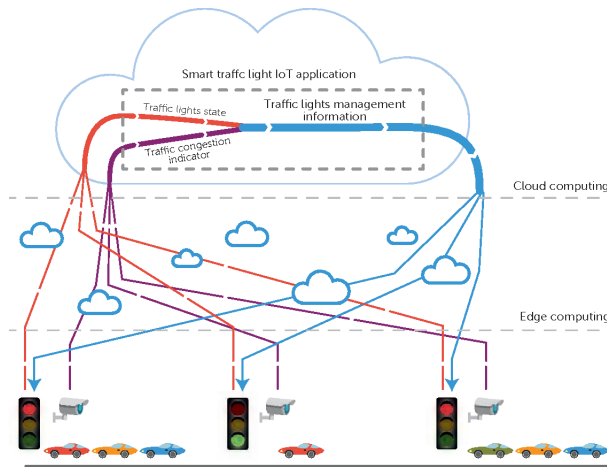 Smart traffc light IoT application
Traffic lights state
Traffic lights management
information
Traffic congestion
indicator
Cloud computing
Edge computing